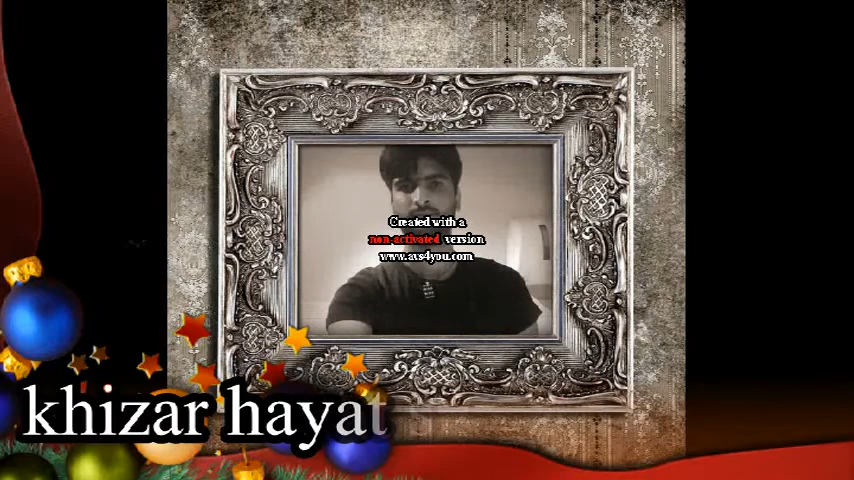 Created with a
non-activated version
www.avs4you.com
khizar hayat